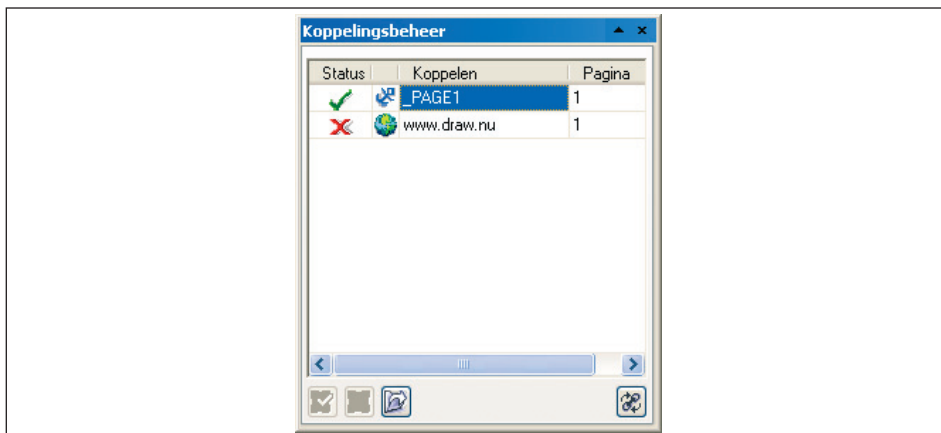 Koppelingsbeheer
Status Koppelen Pagina
_PAGE1 1
www.draw.nu 1